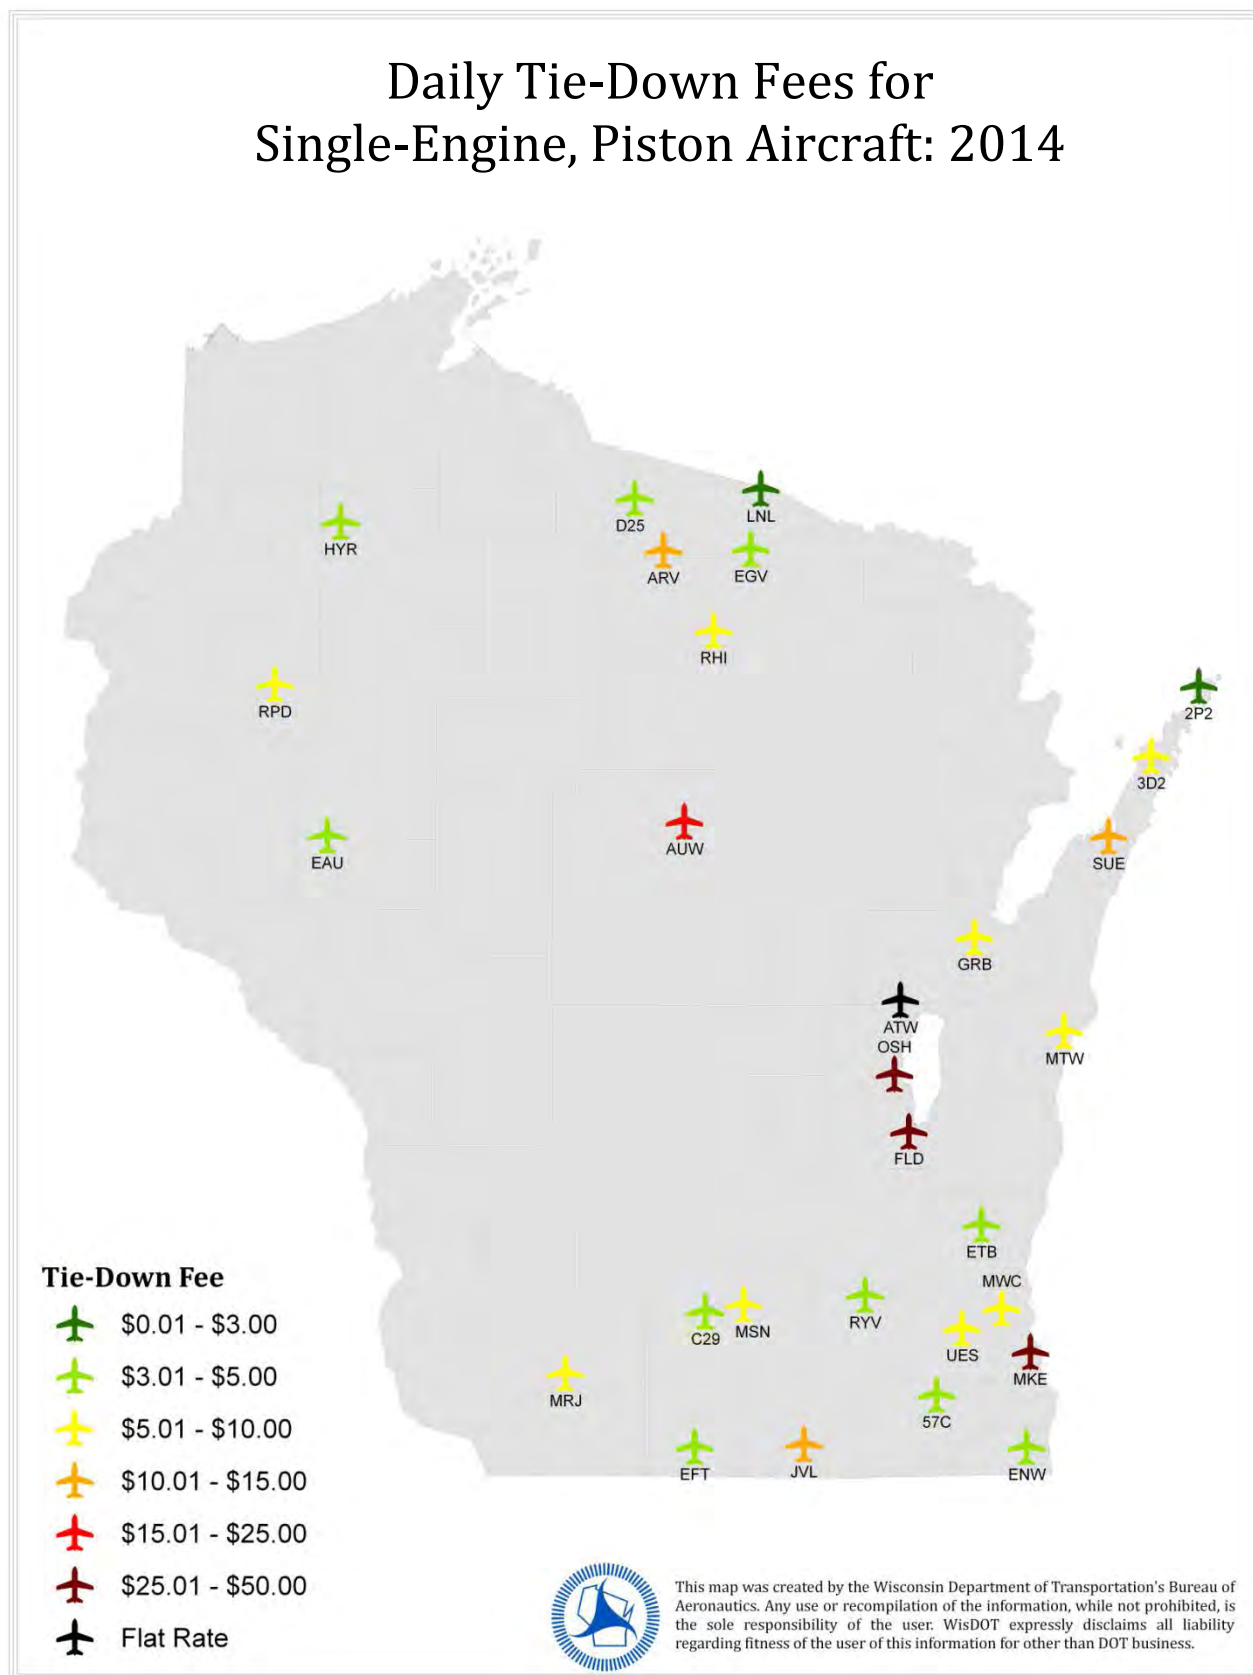 Daily Tie-Down Fees for
Single-Engine, Piston Aircraft: 2014
LNL
D25
HYR
ARV
EGV
RHI
RPD
2P2
3D2
AUW
EAU
SUE
GRB
ATW
OSH
MTW
FLD
ETB
MWC
RYV
MSN
C29
UES
MKE
MRJ
57C
EFT
JVL
ENW
Tie-Down Fee
$0.01 - $3.00
$3.01 - $5.00
$5.01 - $10.00
$10.01 - $15.00
$15.01 - $25.00
$25.01 - $50.00
Flat Rate
This map was created by the Wisconsin Department of Transportation's Bureau of
Aeronautics. Any use or recompilation of the information, while not prohibited, is
the sole responsibility of the user. WisDOT expressly disclaims all liability
regarding fitness of the user of this information for other than DOT business.